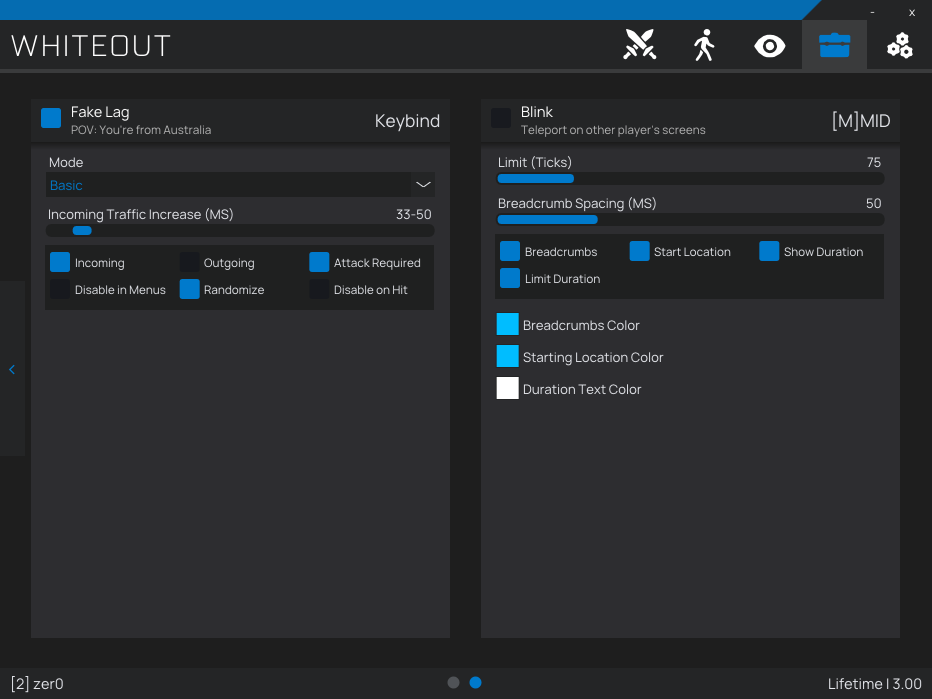 - x
WHITEOUT
Fake Lag
POV: You're from Australia
Keybind
Mode
Basic
Incoming Traffic Increase (MS) 33-50
Incoming Outgoing Attack Required
Disable in Menus Randomize Disable on Hit
Blink
Teleport on other player's screens
[M]MID
Limit (Ticks) 75
Breadcrumb Spacing (MS) 50
Breadcrumbs Start Location Show Duration
Limit Duration
Breadcrumbs Color
Starting Location Color
Duration Text Color
[2] zer0 Lifetime | 3.00